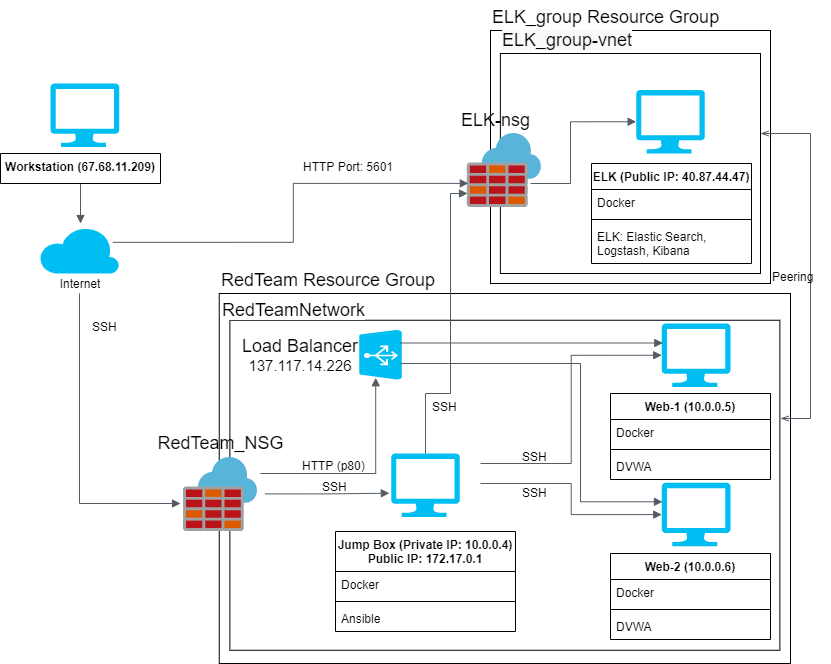 ELK_group Resource Group
ELK_group-vnet
ELK-nsg
Workstation (67.68.11.209)
HTTP Port: 5601
ELK (Public IP: 40.87.44.47)
Docker
ELK: Elastic Search,
Logstash, Kibana
Internet
Peering
RedTeam Resource Group
RedTeamNetwork
SSH
Load Balancer
137.117.14.226
SSH
Web-1 (10.0.0.5)
Docker
DVWA
RedTeam_NSG
HTTP (p80)
SSH
SSH
SSH
Jump Box (Private IP: 10.0.0.4)
Public IP: 172.17.0.1
Docker
Ansible
Web-2 (10.0.0.6)
Docker
DVWA